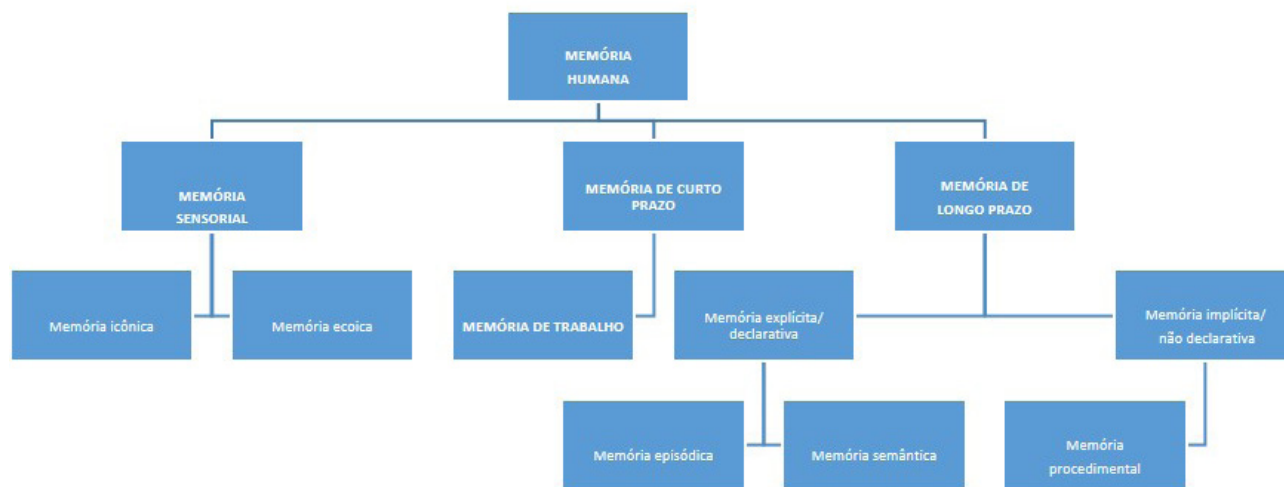 MEMÓRIA
HUMANA
MEMÓRIA
SENSORIAL
MEMÓRIA DE CURTO
PRAZO
MEMÓRIA DE
LONGO PRAZO
Memória icônica
Memória ecoica
MEMÓRIA DE TRABALHO
Memória explícita/
declarativa
Memória implícita/
não declarativa
Memória episódica
Memória semântica
Memória
procedimental